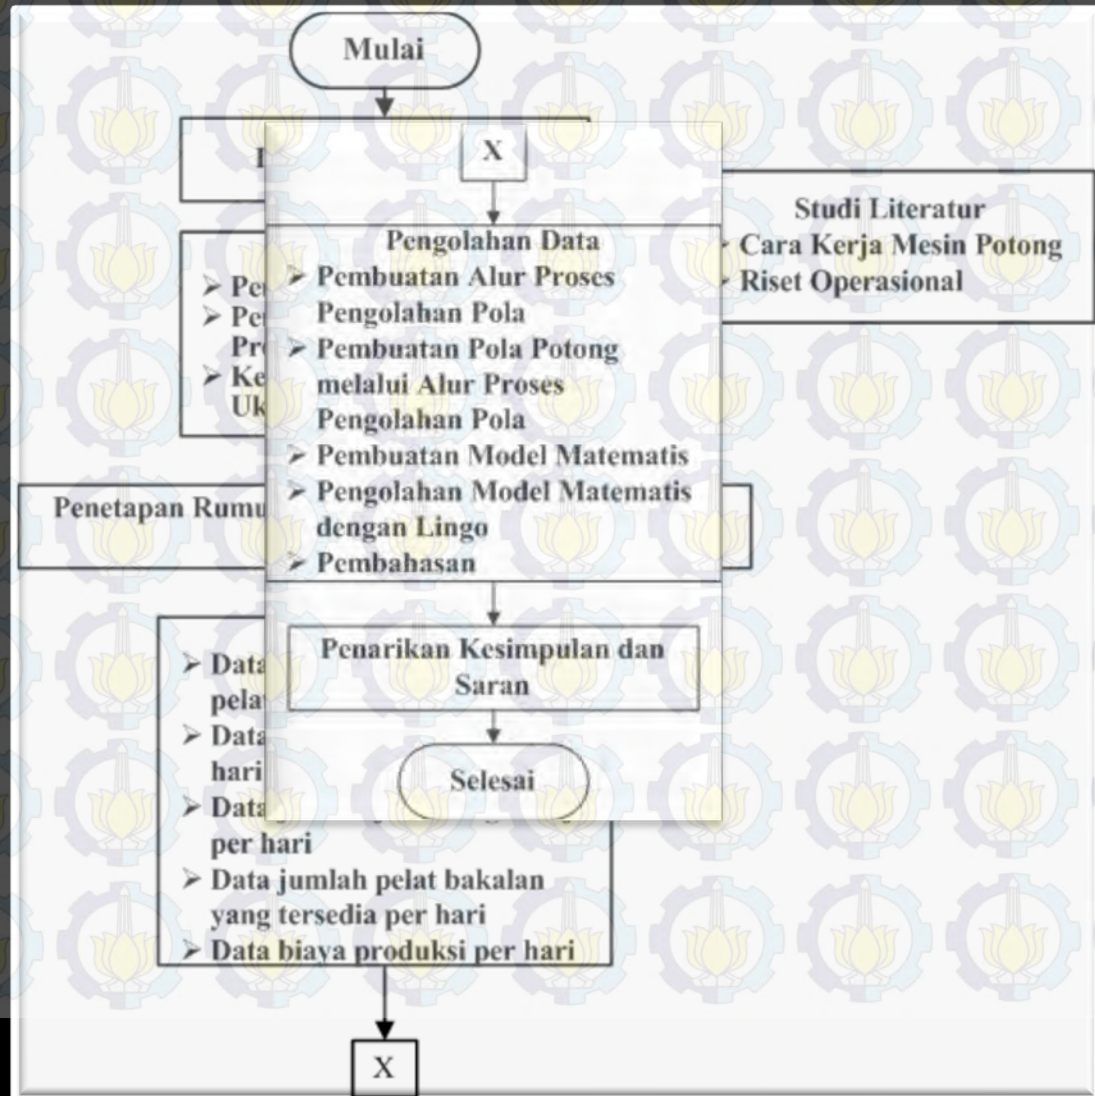 Mulai
X
Studi Literatur
Cara Kerja Mesin Potong
Riset Operasional
Pengolahan Data
➢ Pembuatan Alur Proses
Pengolahan Pola
➢ Pembuatan Pola Potong
melalui Alur Proses
Pengolahan Pola
➢ Pembuatan Model Matematis
➢ Pengolahan Model Matematis
dengan Lingo
➢ Pembahasan
Penetapan
Penarikan Kesimpulan dan
Saran
Selesai
➢ Data
➢ Data
hari
➢ Data
per hari
➢ Data jumlah pelat bakalan
yang tersedia per hari
➢ Data biaya produksi per hari
X